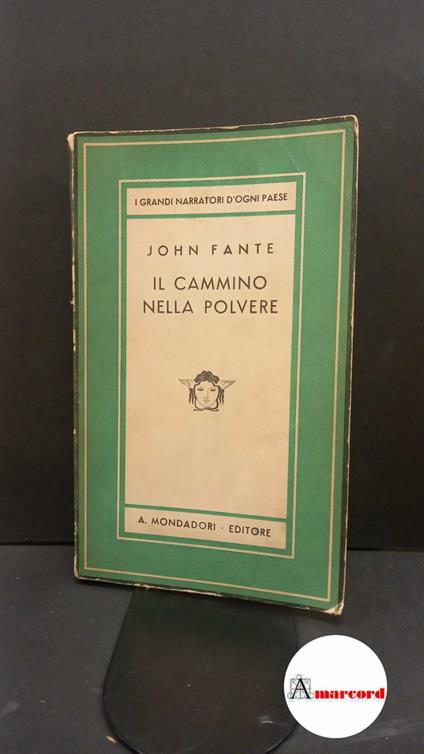 I GRANDI NARRATORI D'OGNI PAESE
JOHN FANTE
IL CAMMINO
NELLA POLVERE
A. MONDADORI · EDITORE
Amarcord